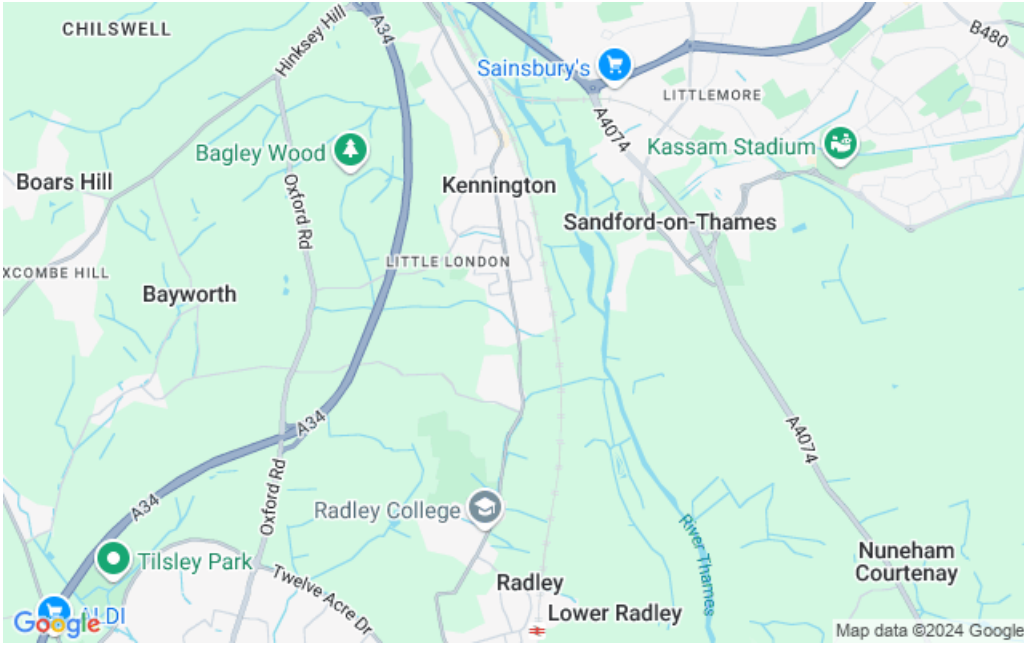 CHILSWELL
Hinksey Hill
A34
B480
Sainsbury's
LITTLEMORE
A4074
Kassam Stadium
Bagley Wood
Boars Hill
Kennington
Oxford Rd
Sandford-on-Thames
LITTLE LONDON
XCOMBE HILL
Bayworth
A34
A4074
Oxford Rd
A34
Radley College
River Thames
Tilsley Park
Nuneham
Courtenay
Twelve Acre Dr
Radley
Lower Radley
LDI
Google
Map data ©2024 Google